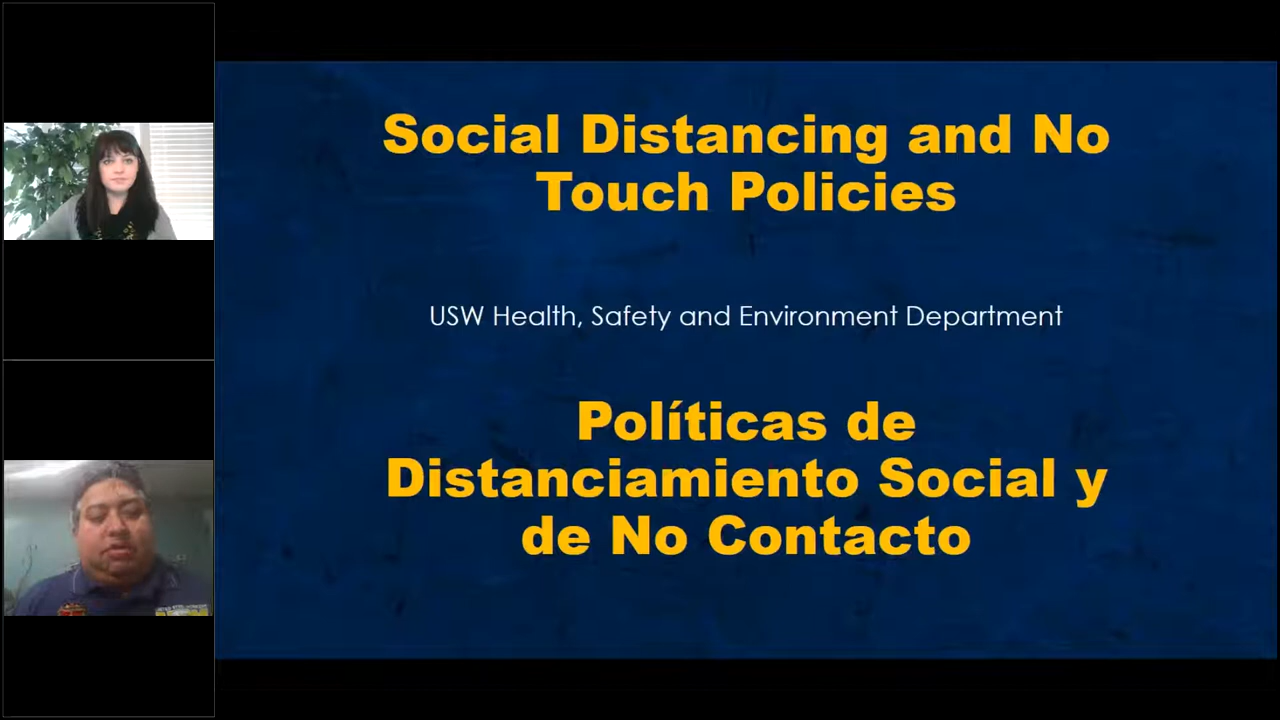 Social Distancing and No
Touch Policies
USW Health, Safety and Environment Department
Políticas de
Distanciamiento Social y
de No Contacto